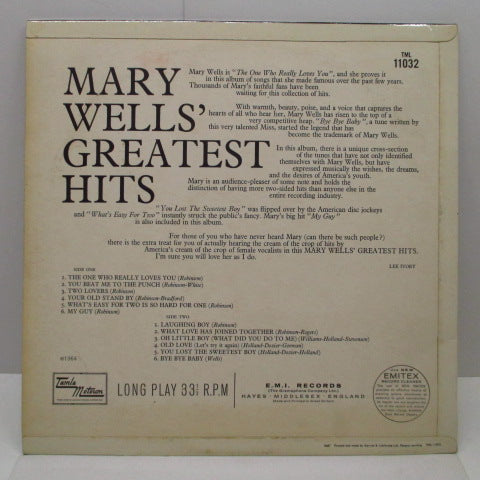 TML
11032
MARY
WELLS'
GREATEST
HITS
Mary Wells is "The One Who Really Loves You", and she proves it
in this album of songs that she made famous over the past few years.
Thousands of Mary's faithful fans have been
waiting for this collection of hits.
With warmth, beauty, poise, and a voice that captures the
hearts of all who hear her, Mary Wells has risen to the top of a
very competitive heap. "Bye Bye Baby", a tune written by
this very talented Miss, started the legend that has
become the trademark of Mary Wells.
In this album, there is a unique cross-section
of the tunes that have not only identified
themselves with Mary Wells, but have
expressed musically the wishes, the dreams,
and the desires of America's youth.
Mary is an audience-pleaser of some note and holds the
distinction of having more two-sided hits than anyone else in the
entire recording industry.
"You Lost The Sweetest Boy" was flipped over by the American disc jockeys
and "What's Easy For Two" instantly struck the public's fancy. Mary's big hit "My Guy"
is also included in this album.
For those of you who have never heard Mary (can there be such people?)
there is the extra treat for you of actually hearing the cream of the crop of hits by
America's cream of the crop of female vocalists in this MARY WELLS' GREATEST HITS.
I'm sure you will love her as I do.
LEE IVORY
SIDE ONE
1. THE ONE WHO REALLY LOVES YOU (Robinson)
2. YOU BEAT ME TO THE PUNCH (Robinson-White)
3. TWO LOVERS (Robinson)
4. YOUR OLD STAND BY (Robinson-Bradford)
5. WHAT'S EASY FOR TWO IS SO HARD FOR ONE (Robinson)
6. MY GUY (Robinson)
SIDE TWO
1. LAUGHING BOY (Robinson)
2. WHAT LOVE HAS JOINED TOGETHER (Robinson-Rogers)
3. OH LITTLE BOY (WHAT DID YOU DO TO ME) (Williams-Holland-Stevenson)
4. OLD LOVE (Let's try it again) (Holland-Dozier-Gorman)
5. YOU LOST THE SWEETEST BOY (Holland-Dozier-Holland)
6. BYE BYE BABY (Wells)
Tamla
Motown
LONG PLAY 33⅓ R.P.M
E.M.I. RECORDS
(The Gramophone Company Ltd.)
HAYES · MIDDLESEX · ENGLAND
EMITEX
RECORD CLEANER